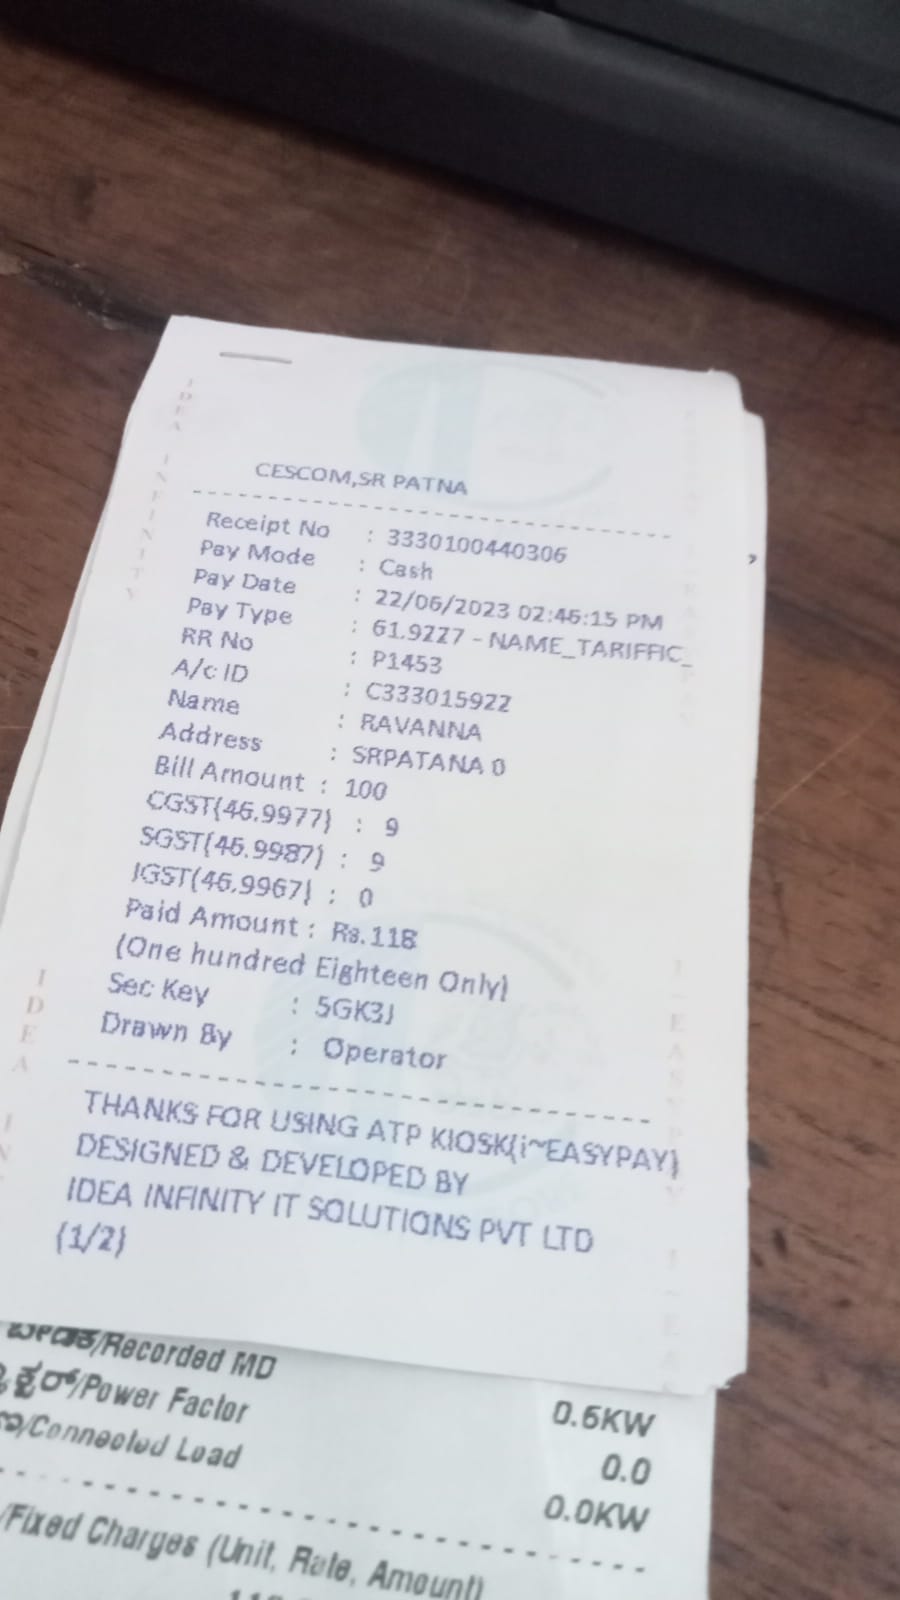 CESCOM,SR PATNA
Receipt No : 3330100440306
Pay Mode : Cash
Pay Date : 22/06/2023 02:46:15 PM
Pay Type : 61.9227 - NAME_TARIFFIC_
RR No : P1453
A/c ID : C333015922
Name : RAVANNA
Address : SRPATANA 0
Bill Amount : 100
CGST(46.9977) : 9
SGST(46.9987) : 9
IGST(46.9967) : 0
Paid Amount : Rs.118
(One hundred Eighteen Only)
Sec Key : 5GK3J
Drawn By : Operator
THANKS FOR USING ATP KIOSK(i~EASYPAY)
DESIGNED & DEVELOPED BY
IDEA INFINITY IT SOLUTIONS PVT LTD
(1/2)
/Recorded MD 0.6KW
/Power Factor 0.0
/Connected Load 0.0KW
/Fixed Charges (Unit, Rate, Amount)
IDEA INFINITY
IDEA